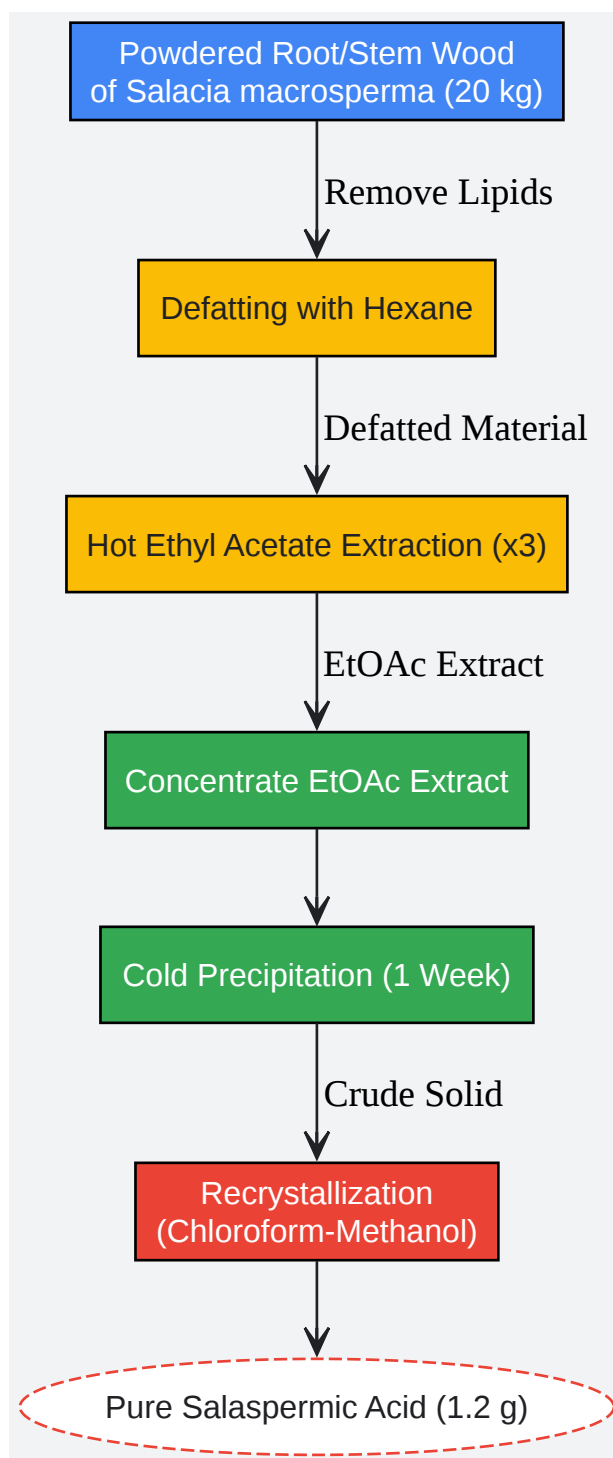 Powdered Root/Stem Wood
of Salacia macrosperma (20 kg)
Remove Lipids
Defatting with Hexane
Defatted Material
Hot Ethyl Acetate Extraction (x3)
EtOAc Extract
Concentrate EtOAc Extract
Cold Precipitation (1 Week)
Crude Solid
Recrystallization
(Chloroform-Methanol)
Pure Salaspermic Acid (1.2 g)